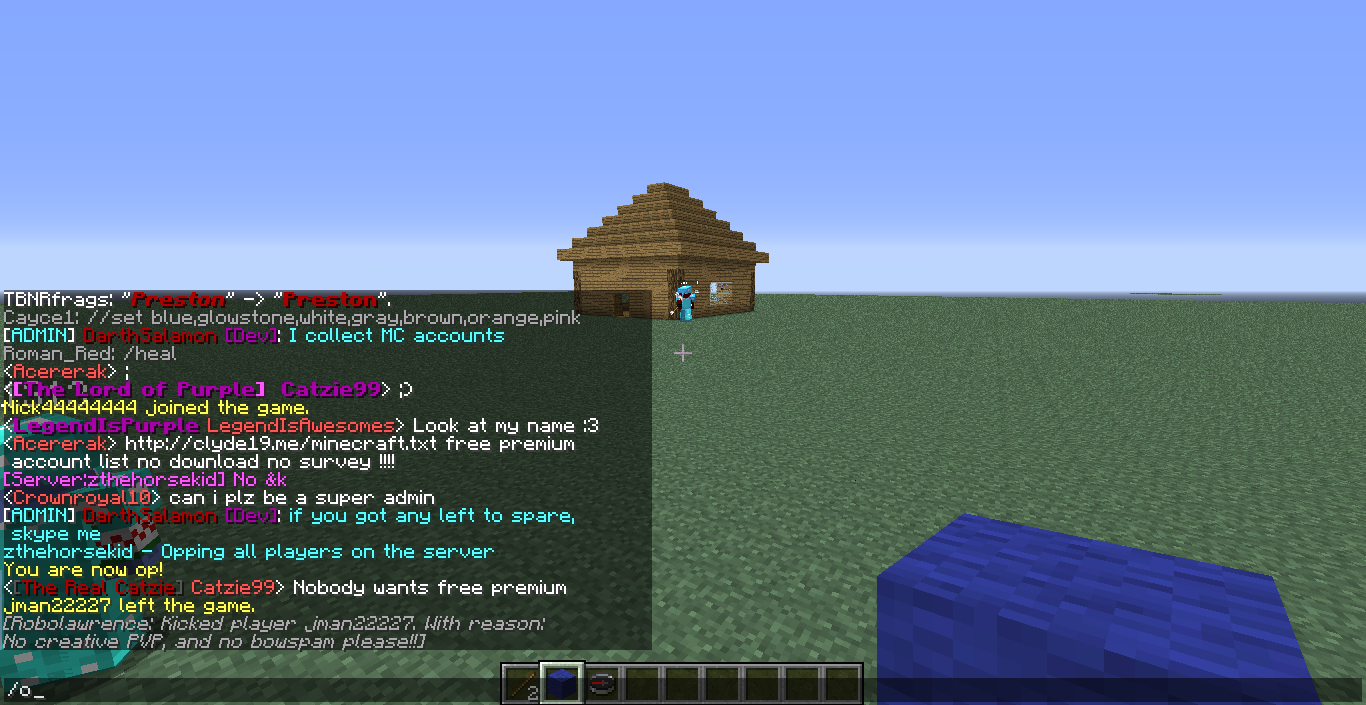 TBNRfrags: "Preston" -> "Preston".
Cayce1: //set blue,glowstone,white,gray,brown,orange,pink
[ADMIN] DarthSalamon [Dev]: I collect MC accounts
Roman_Red: /heal
<Acererak> ;
<[The Lord of Purple] Catzie99> ;)
Nick44444444 joined the game.
<LegendIsPurple LegendIsAwesomes> Look at my name :3
<Acererak> http://clyde19.me/minecraft.txt free premium
account list no download no survey !!!!
[Server:zthehorsekid] No &k
<Crownroyal10> can i plz be a super admin
[ADMIN] DarthSalamon [Dev]: if you got any left to spare,
skype me
zthehorsekid - Opping all players on the server
You are now op!
<[The Real Catzie] Catzie99> Nobody wants free premium
jman22227 left the game.
[Robolawrence: Kicked player jman22227. With reason:
No creative PVP, and no bowspam please!!]
2
/o_